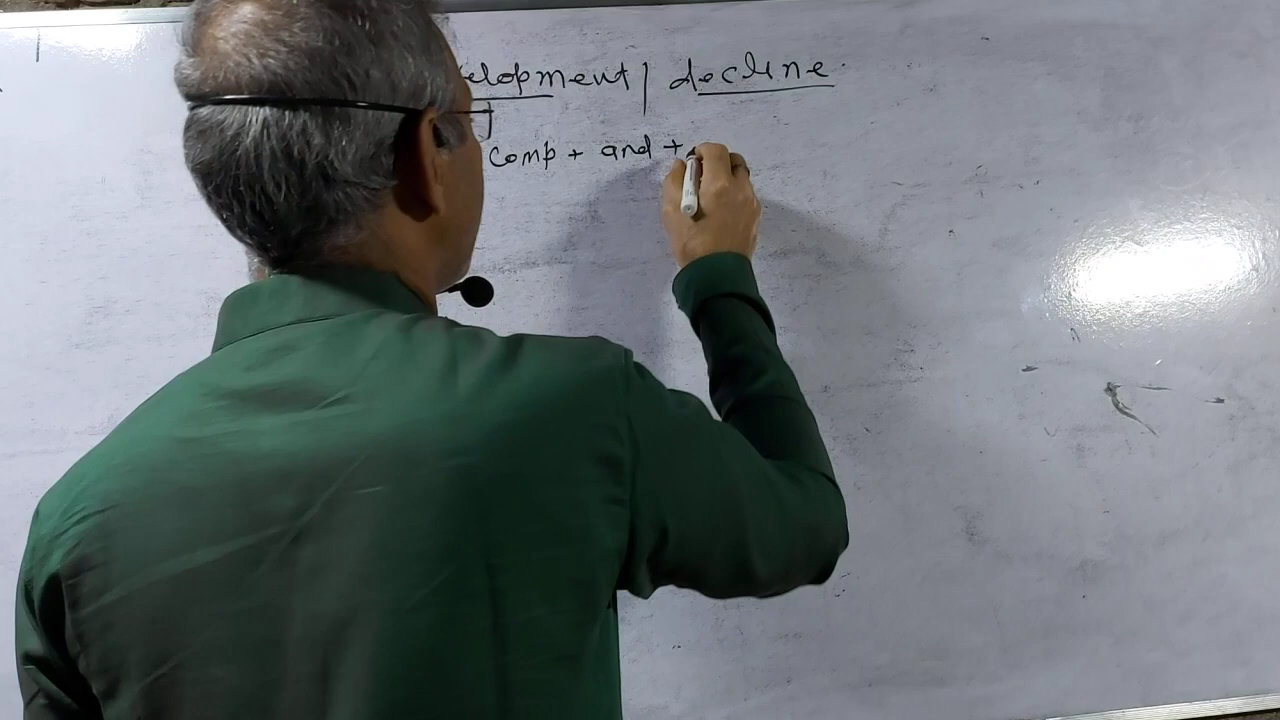 elopment | decline
comp + and +